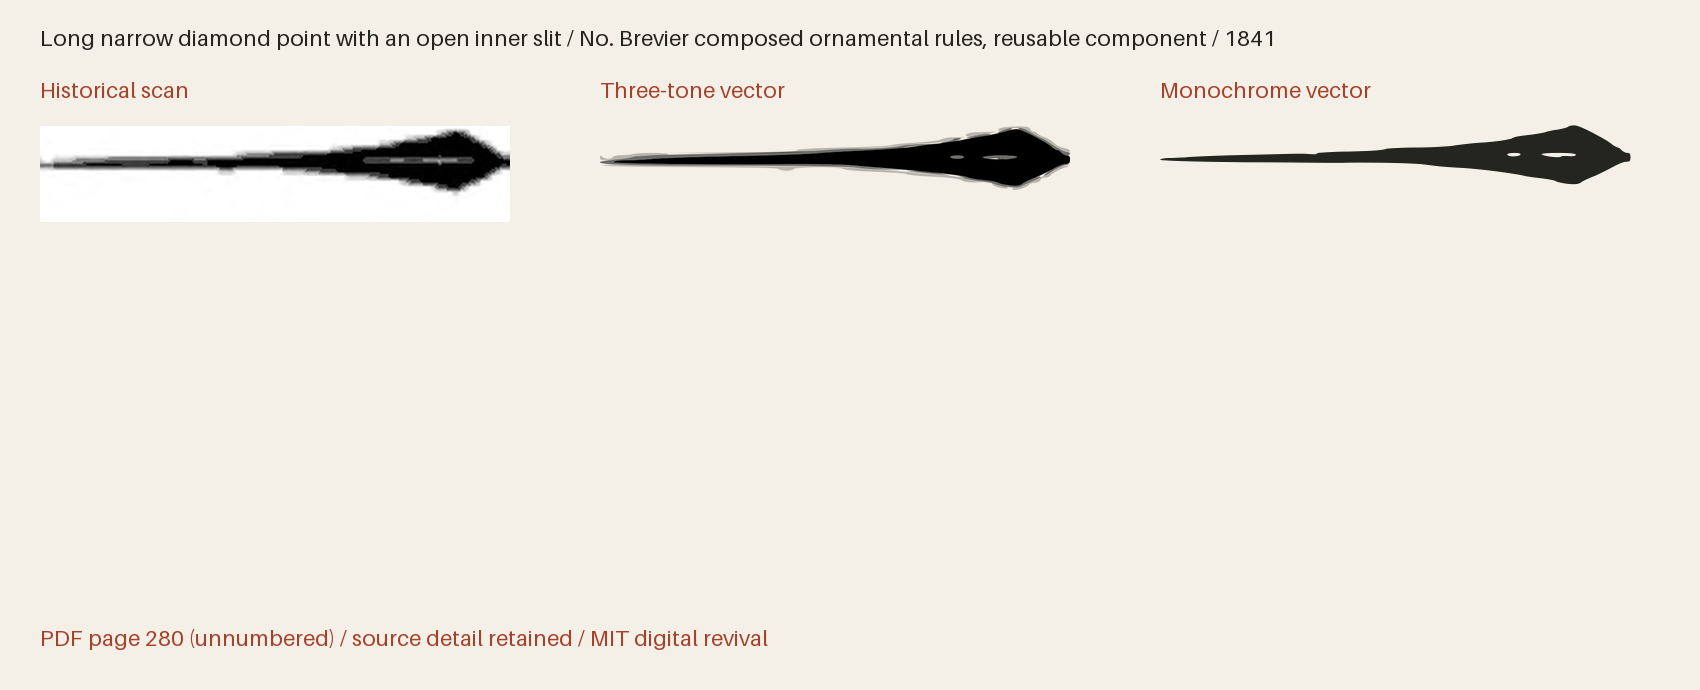 Long narrow diamond point with an open inner slit / No. Brevier composed ornamental rules, reusable component / 1841
Historical scan
Three-tone vector
Monochrome vector
PDF page 280 (unnumbered) / source detail retained / MIT digital revival